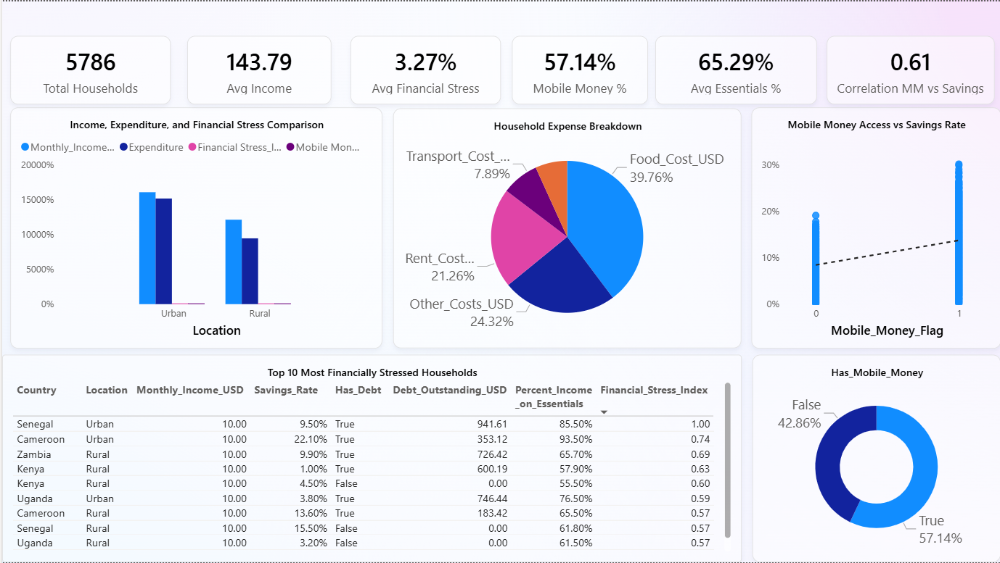 5786
Total Households
143.79
Avg Income
3.27%
Avg Financial Stress
57.14%
Mobile Money %
65.29%
Avg Essentials %
0.61
Correlation MM vs Savings
Income, Expenditure, and Financial Stress Comparison
Monthly_Income... Expenditure Financial Stress_I... Mobile Mon...
20000%
15000%
10000%
5000%
0%
Urban Rural
Location
Household Expense Breakdown
Transport_Cost_...
7.89%
Food_Cost_USD
39.76%
Rent_Cost...
21.26%
Other_Costs_USD
24.32%
Mobile Money Access vs Savings Rate
30%
20%
10%
0%
0 1
Mobile_Money_Flag
Top 10 Most Financially Stressed Households
Country Location Monthly_Income_USD Savings_Rate Has_Debt Debt_Outstanding_USD Percent_Income Financial_Stress_Index
_on_Essentials
Senegal Urban 10.00 9.50% True 941.61 85.50% 1.00
Cameroon Urban 10.00 22.10% True 353.12 93.50% 0.74
Zambia Rural 10.00 9.90% True 726.42 65.70% 0.69
Kenya Rural 10.00 1.00% True 600.19 57.90% 0.63
Kenya Rural 10.00 4.50% False 0.00 55.50% 0.60
Uganda Urban 10.00 3.80% True 746.44 76.50% 0.59
Cameroon Rural 10.00 13.60% True 183.42 65.50% 0.57
Senegal Rural 10.00 15.50% False 0.00 61.80% 0.57
Uganda Rural 10.00 3.20% False 0.00 61.50% 0.57
Has_Mobile_Money
False
42.86%
True
57.14%